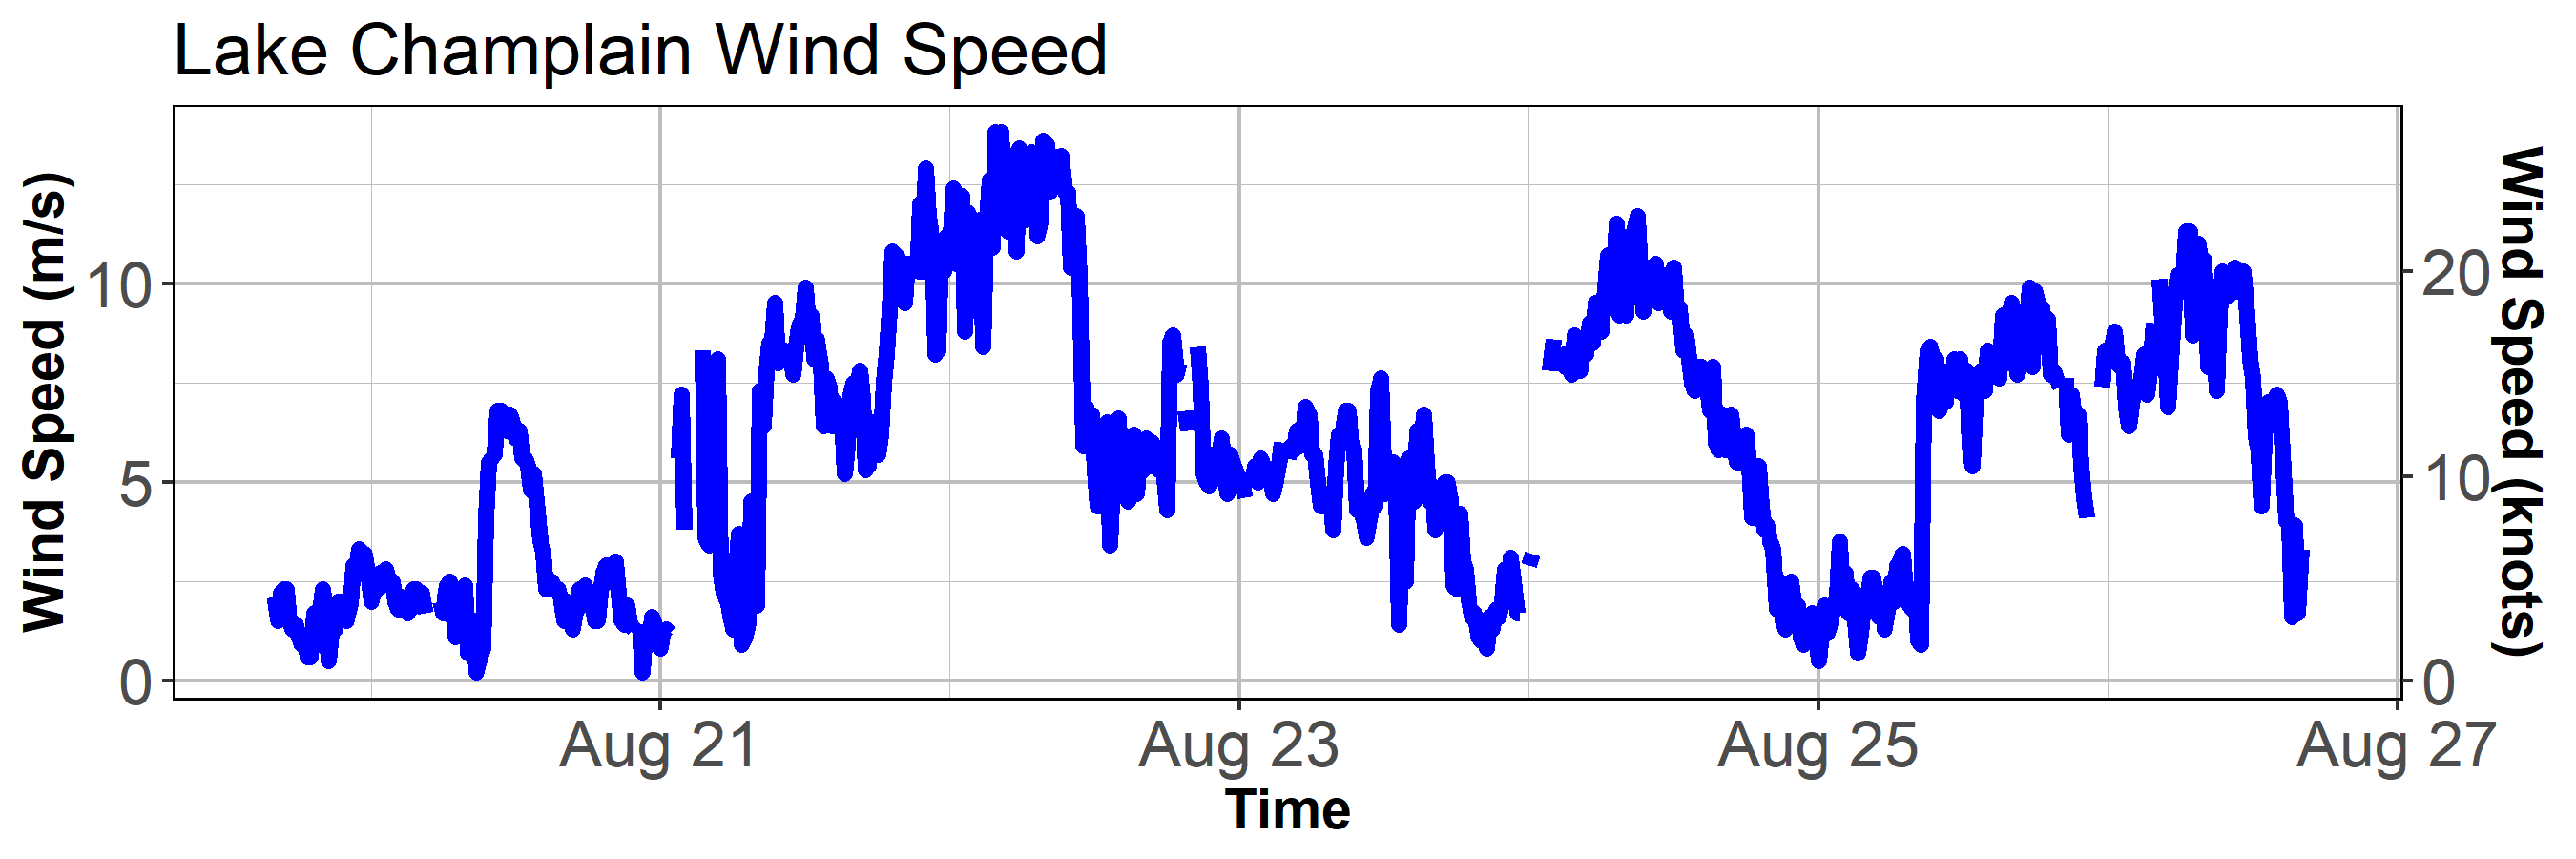 Lake Champlain Wind Speed
Wind Speed (m/s)
10
5
0
20
10
0
Wind Speed (knots)
Aug 21
Aug 23
Aug 25
Aug 27
Time